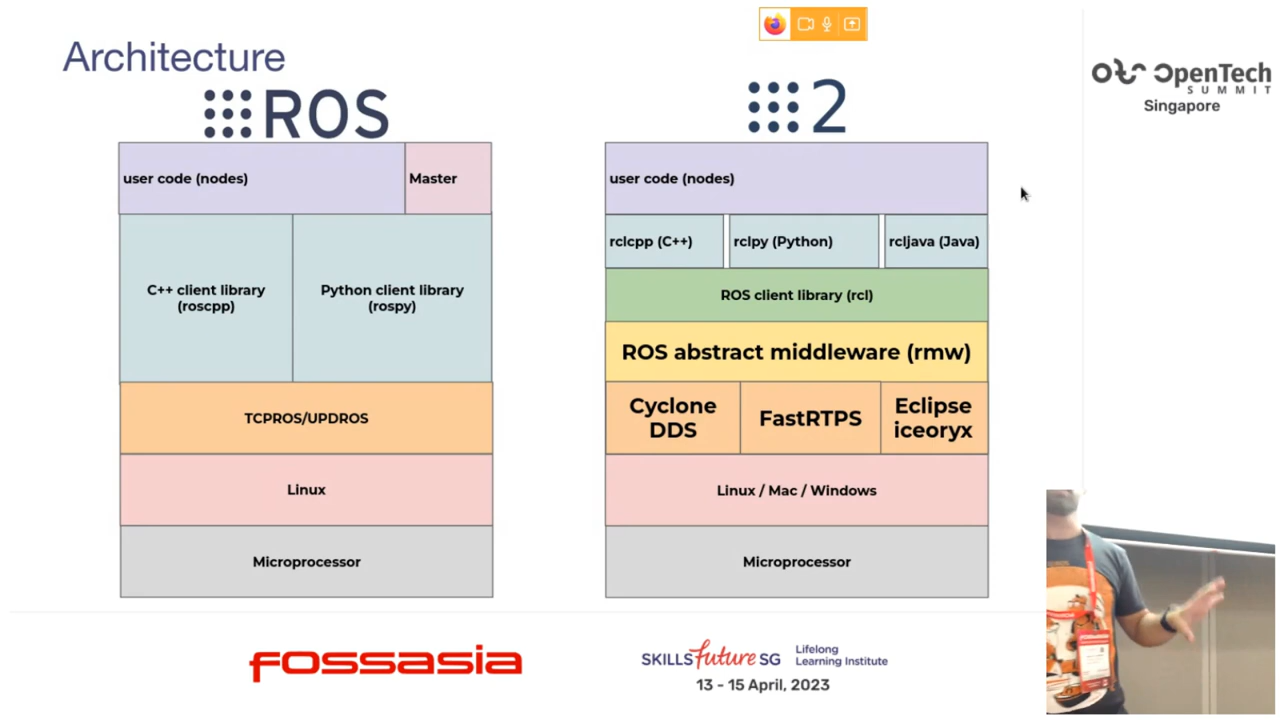 Architecture
ROS
2
OpenTech
SUMMIT
Singapore
user code (nodes)
Master
C++ client library
(roscpp)
Python client library
(rospy)
TCPROS/UPDROS
Linux
Microprocessor
user code (nodes)
rclcpp (C++)
rclpy (Python)
rcljava (Java)
ROS client library (rcl)
ROS abstract middleware (rmw)
Cyclone
DDS
FastRTPS
Eclipse
iceoryx
Linux / Mac / Windows
Microprocessor
fossasia
SKILLSfuture SG
Lifelong
Learning Institute
13 - 15 April, 2023